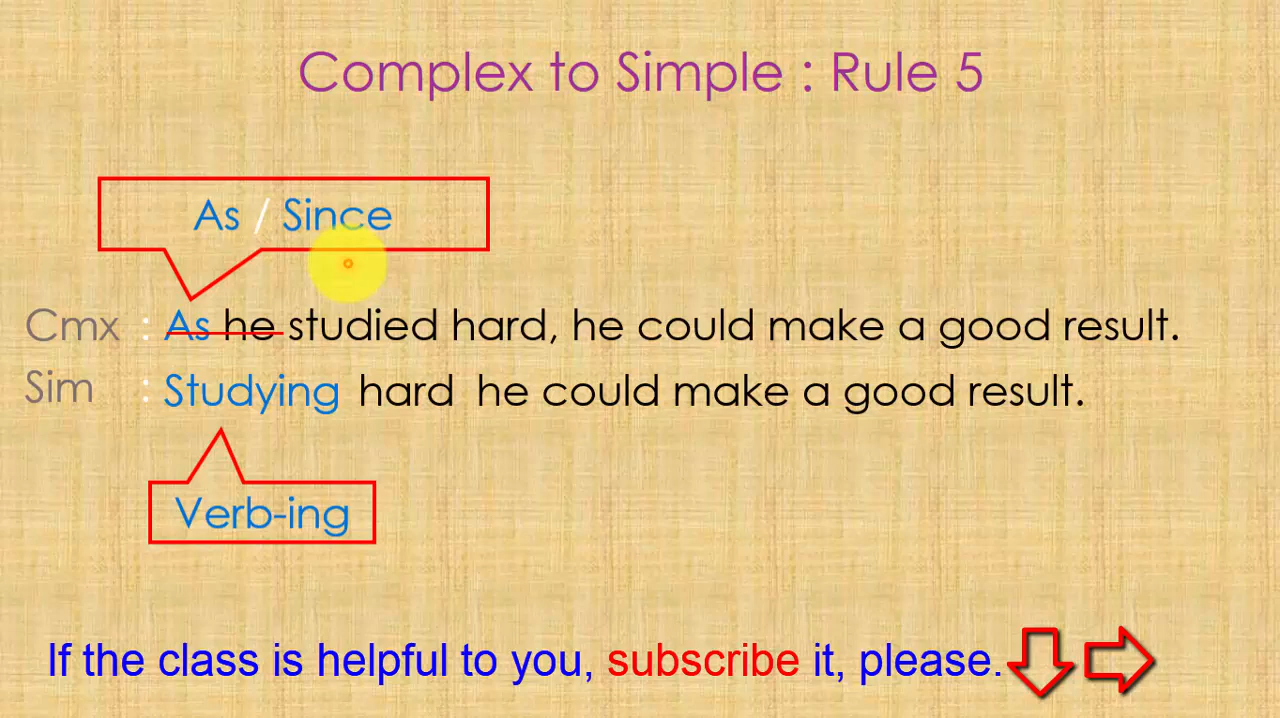 Complex to Simple : Rule 5
As / Since
Cmx : As he studied hard, he could make a good result.
Sim : Studying hard he could make a good result.
Verb-ing
If the class is helpful to you, subscribe it, please.